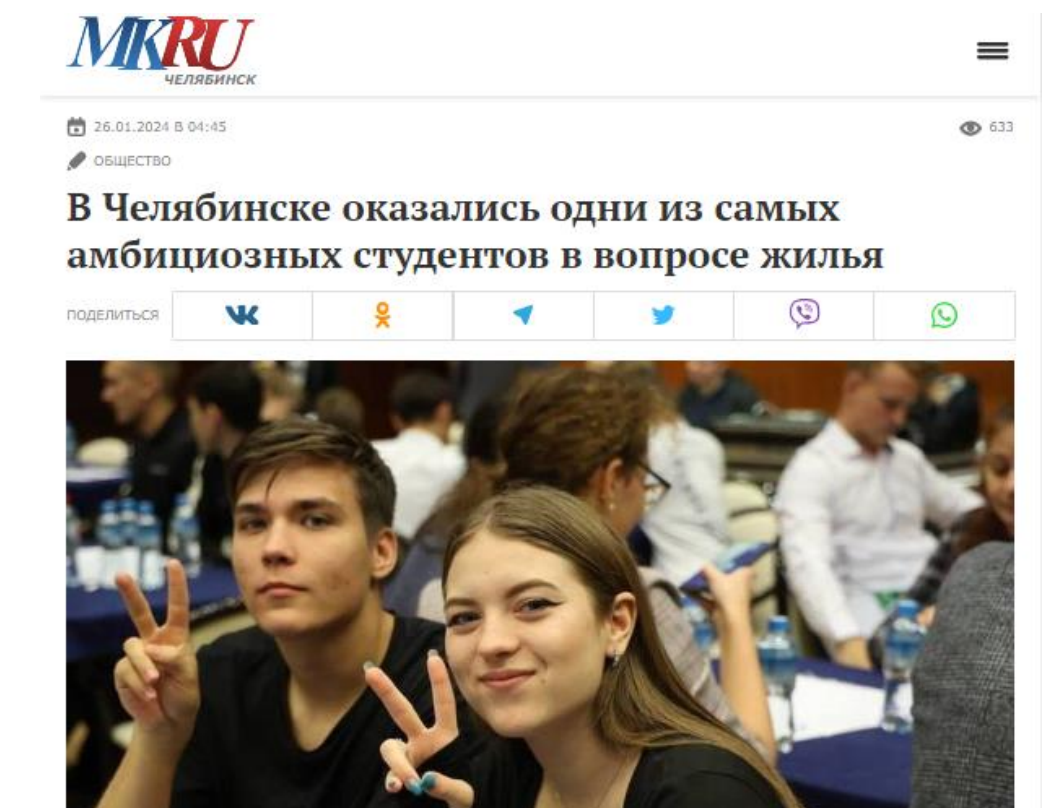 MKRU
ЧЕЛЯБИНСК
26.01.2024 В 04:45
633
ОБЩЕСТВО
В Челябинске оказались одни из самых
амбициозных студентов в вопросе жилья
ПОДЕЛИТЬСЯ